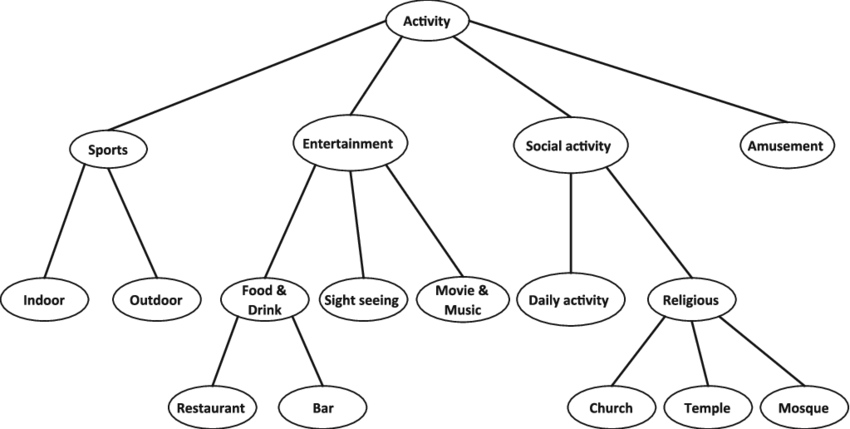 Activity
Sports
Entertainment
Social activity
Amusement
Indoor
Outdoor
Food &
Drink
Sight seeing
Movie &
Music
Daily activity
Religious
Restaurant
Bar
Church
Temple
Mosque